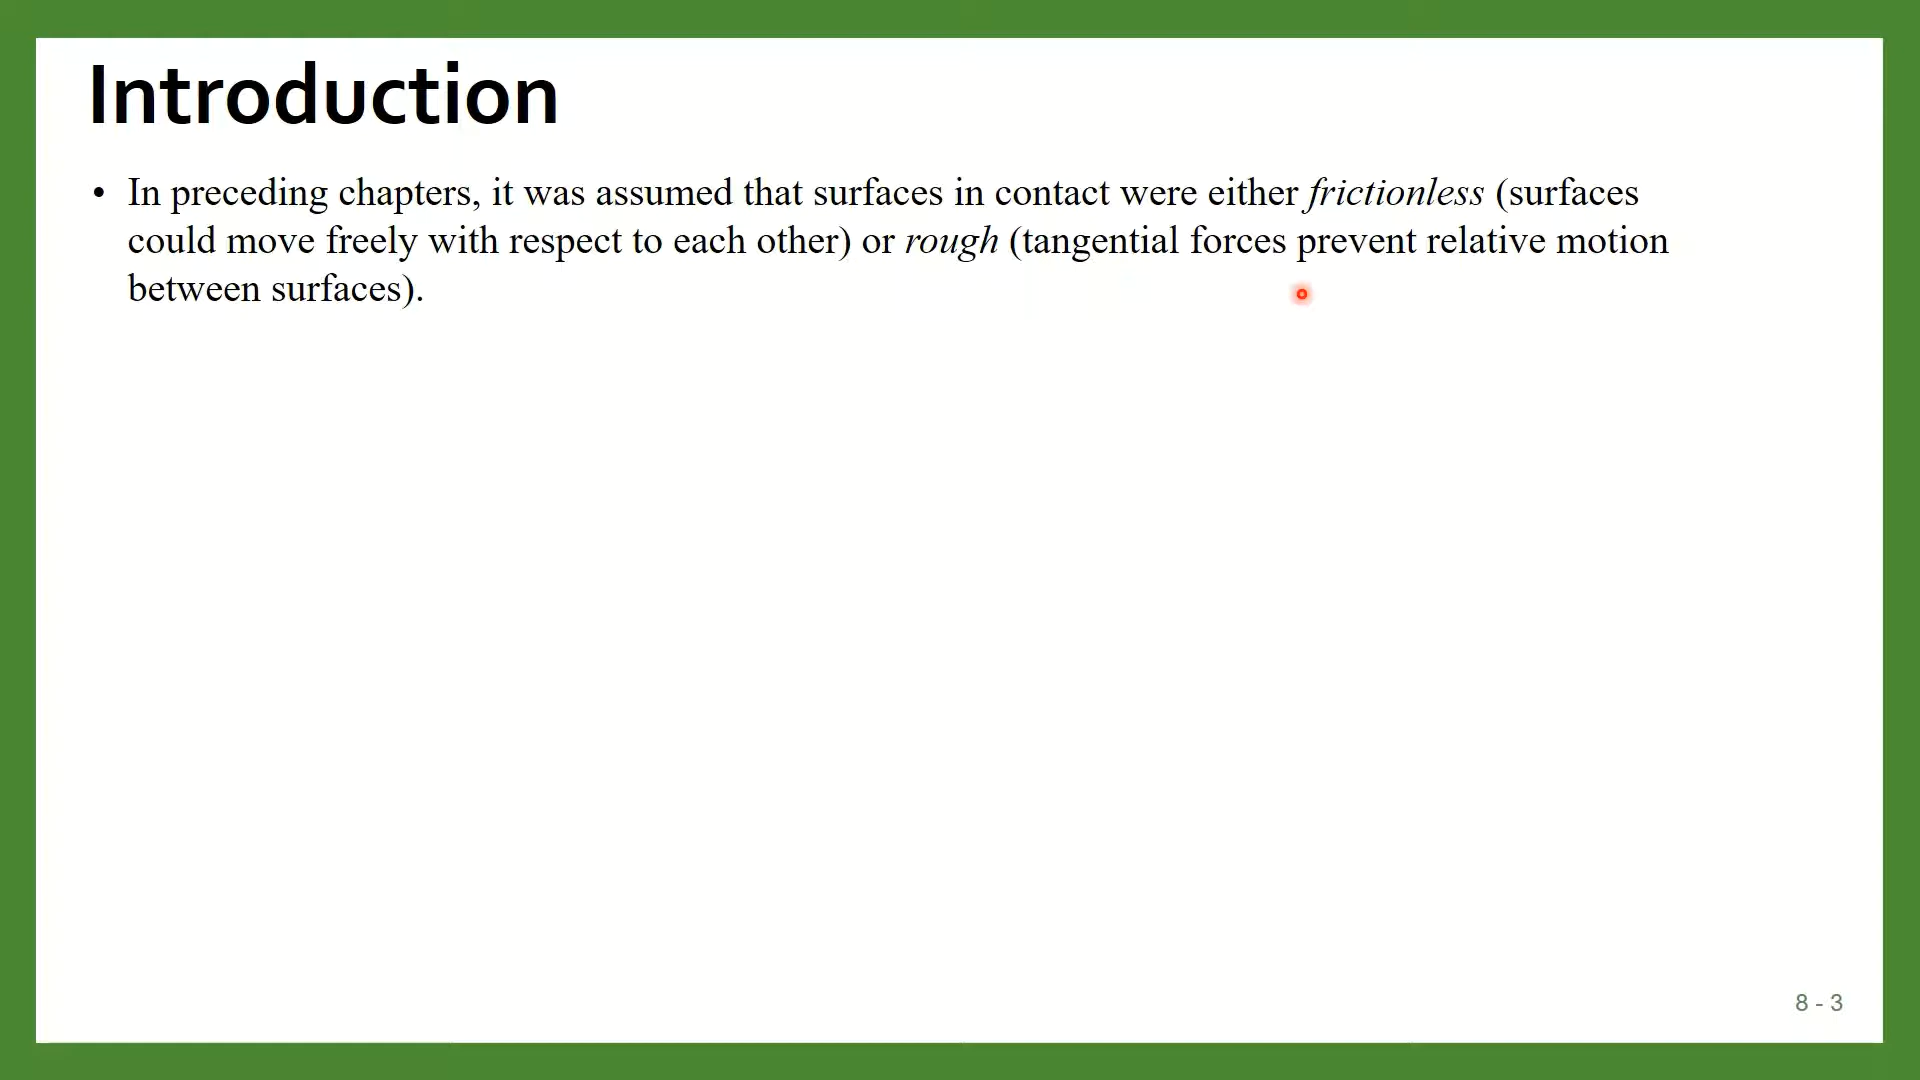 Introduction
• In preceding chapters, it was assumed that surfaces in contact were either frictionless (surfaces
could move freely with respect to each other) or rough (tangential forces prevent relative motion
between surfaces).
8 - 3